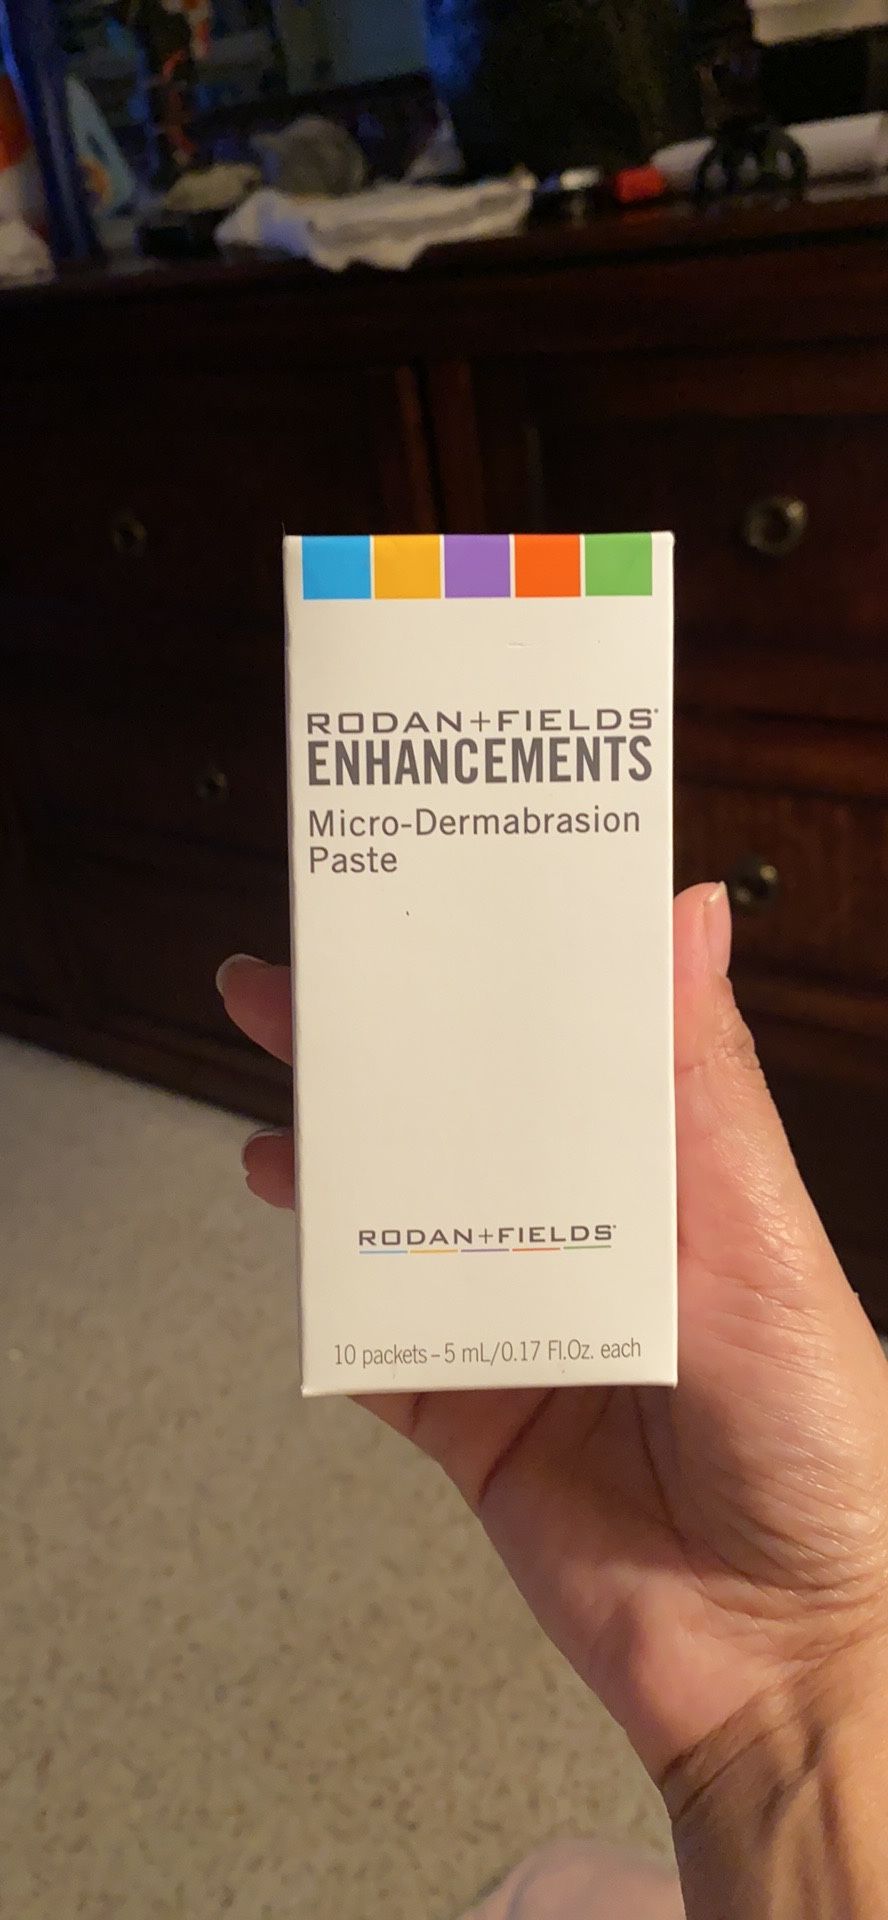 RODAN+FIELDS®
ENHANCEMENTS
Micro-Dermabrasion
Paste
RODAN+FIELDS®
10 packets – 5 mL/0.17 Fl.Oz. each